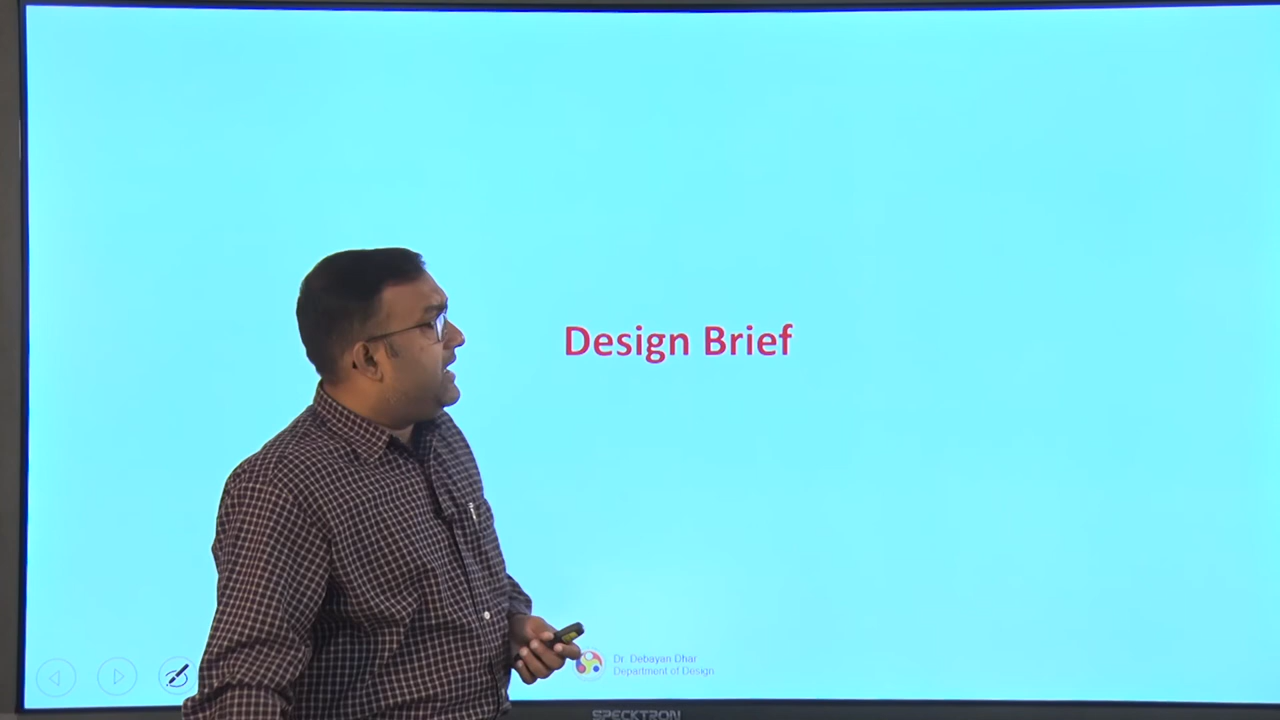 Design Brief
Dr. Debayan Dhar
Department of Design
SPECKTRON